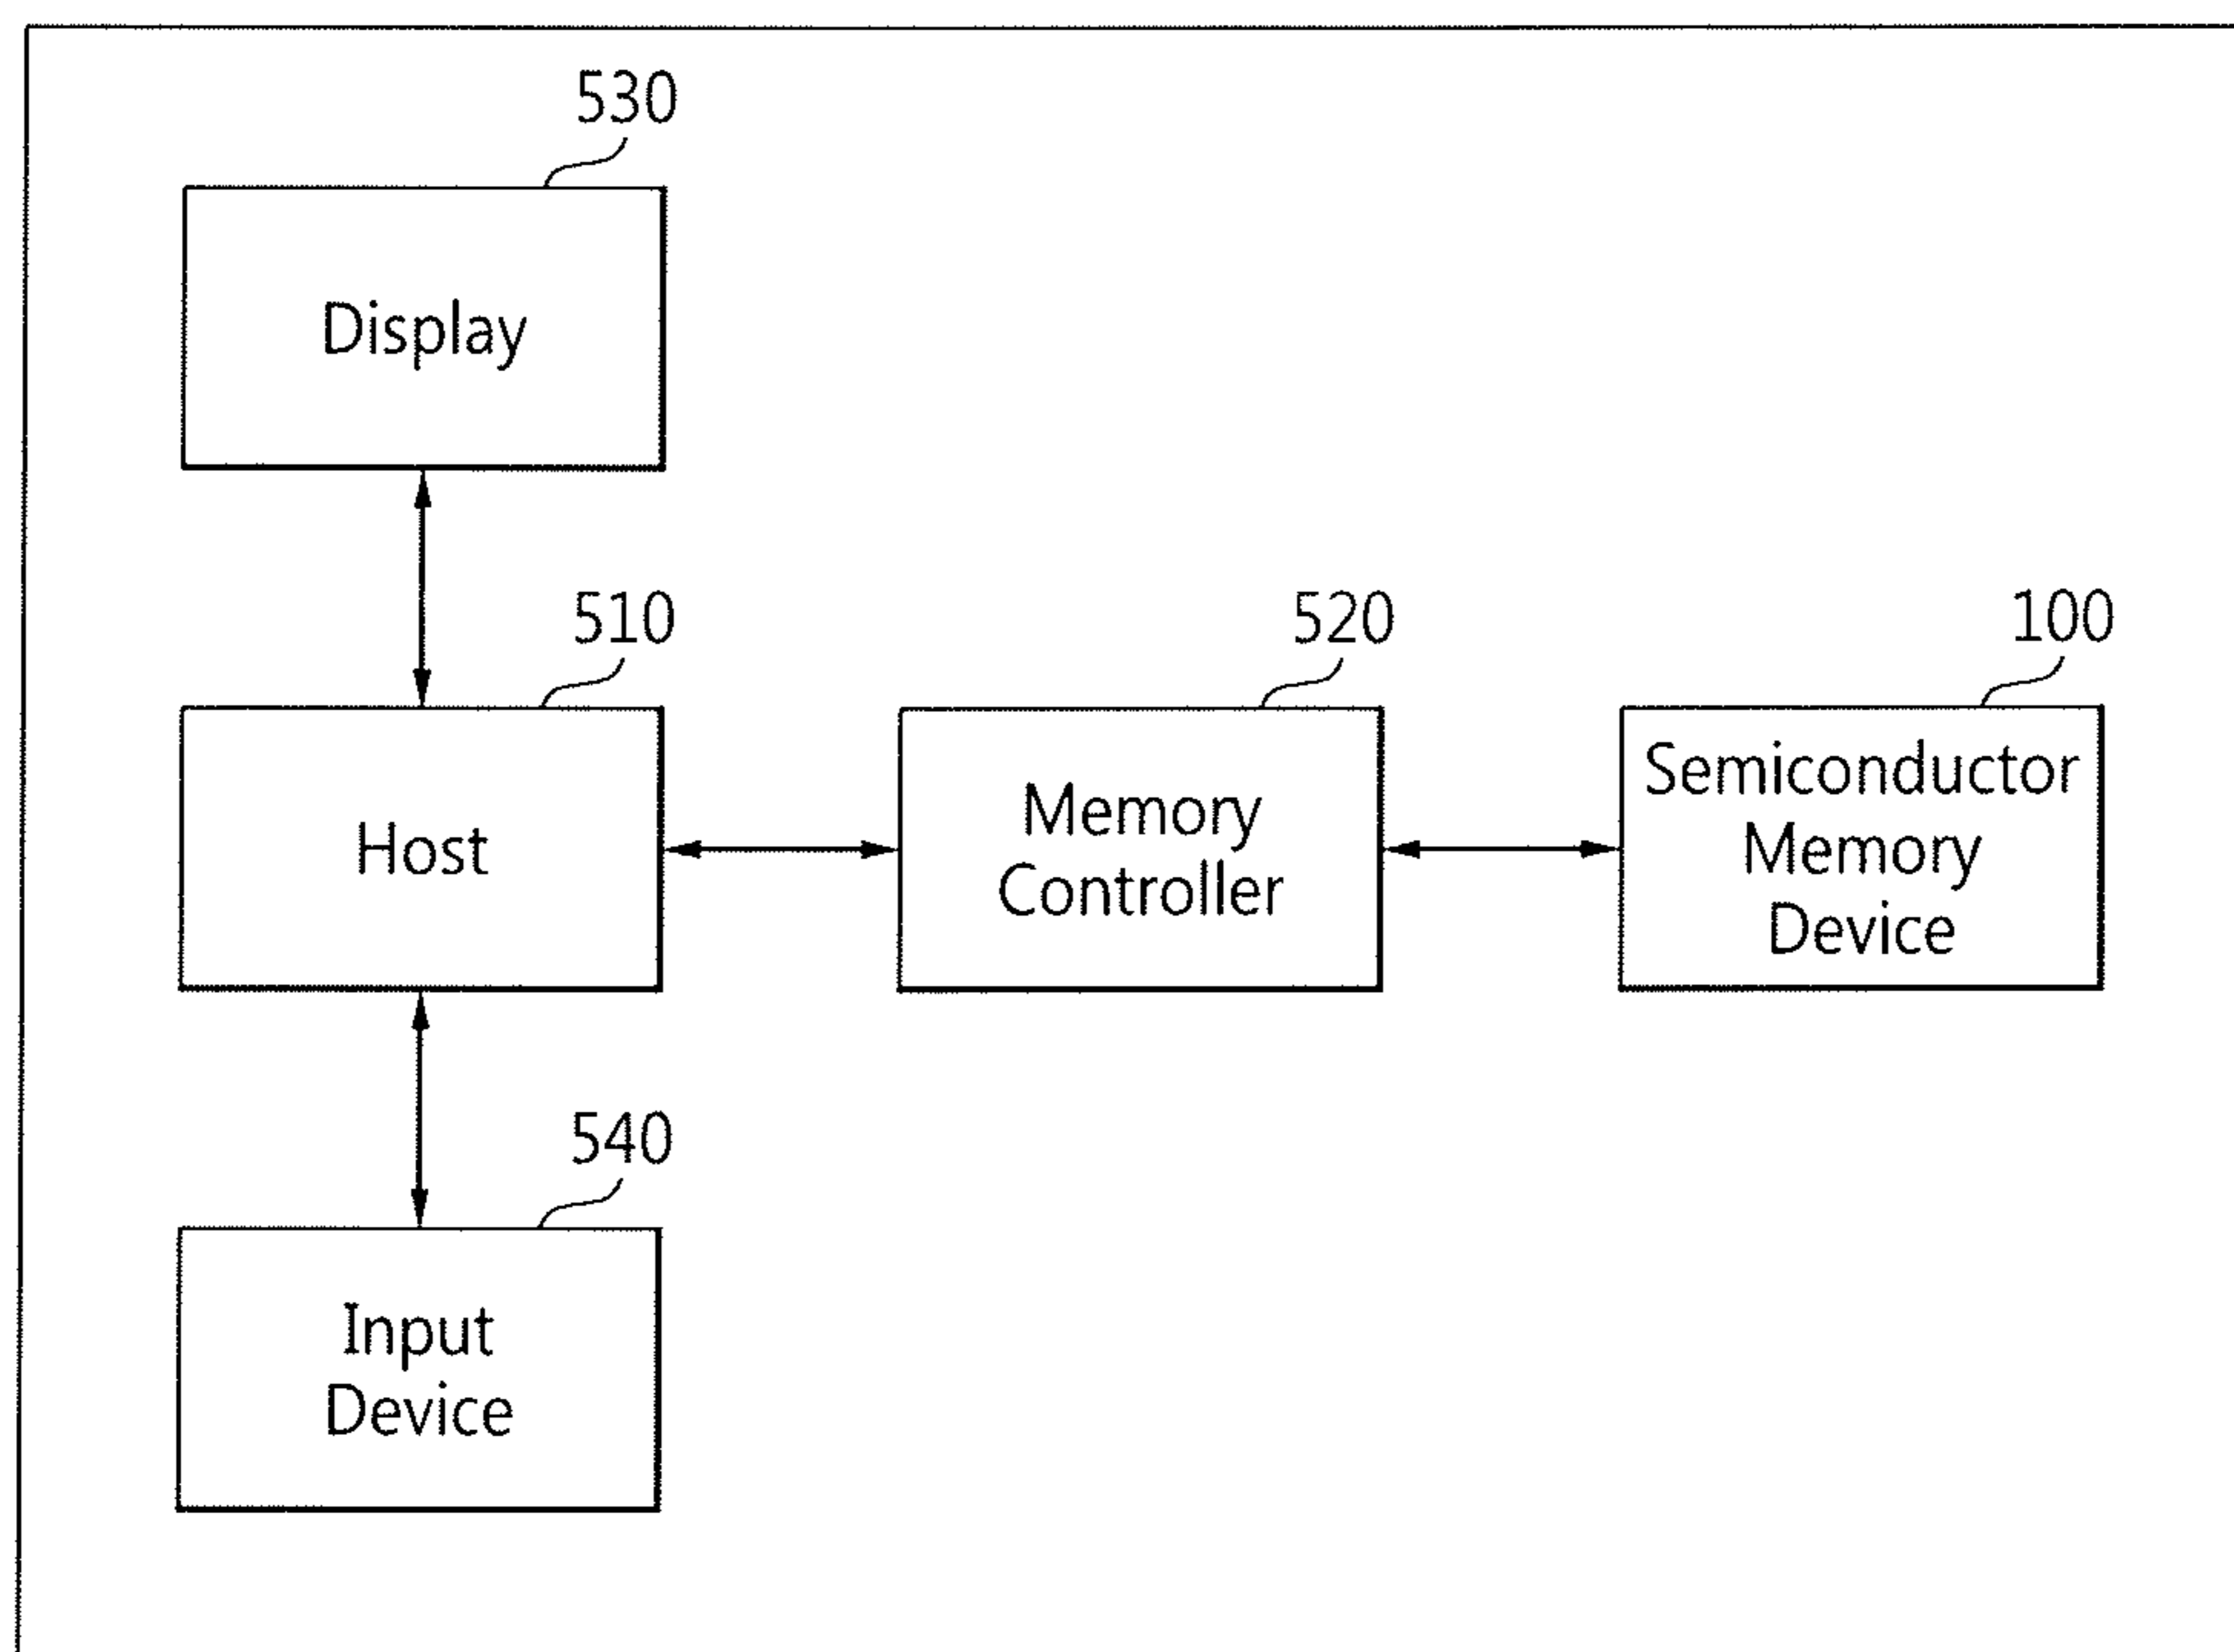 530
Display
510
Host
520
Memory
Controller
100
Semiconductor
Memory
Device
540
Input
Device